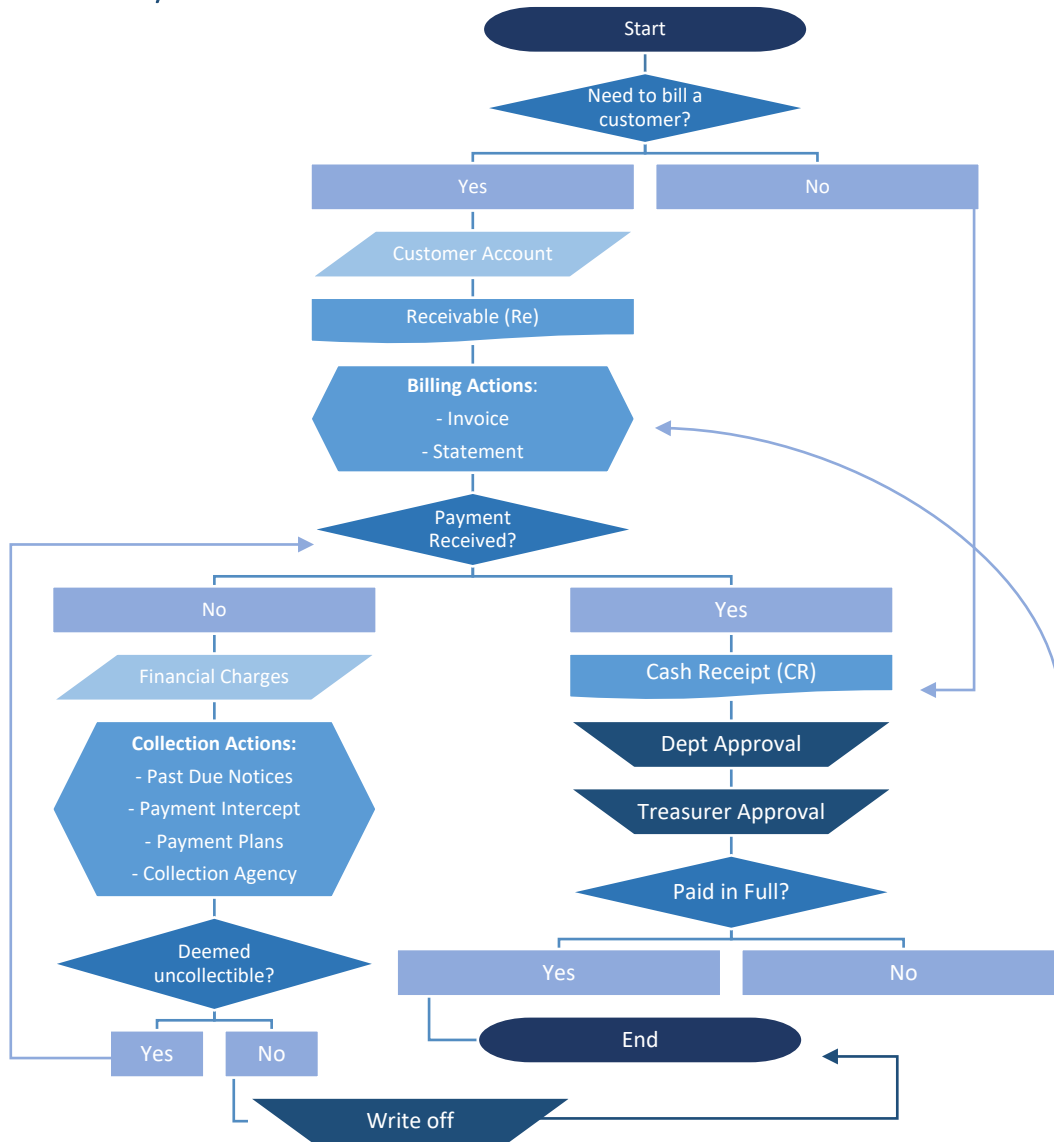 Start
Need to bill a
customer?
Yes
No
Customer Account
Receivable (Re)
Billing Actions:
- Invoice
- Statement
Payment
Received?
No
Yes
Financial Charges
Cash Receipt (CR)
Collection Actions:
- Past Due Notices
- Payment Intercept
- Payment Plans
- Collection Agency
Dept Approval
Treasurer Approval
Paid in Full?
Deemed
uncollectible?
Yes
No
Yes
No
End
Write off